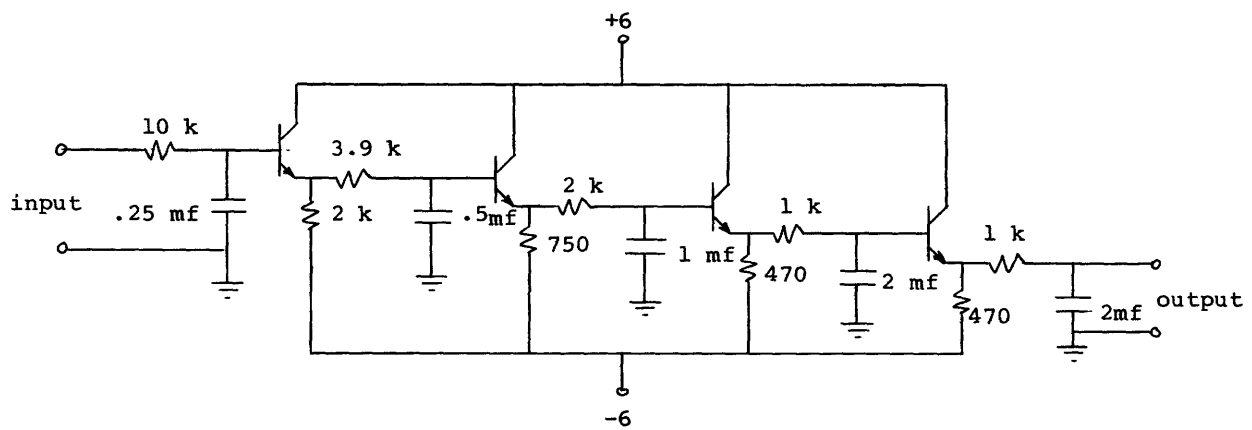 +6
10 k
3.9 k
input
.25 mf
2 k
.5mf
2 k
750
1 mf
1 k
470
2 mf
1 k
470
2mf
output
-6